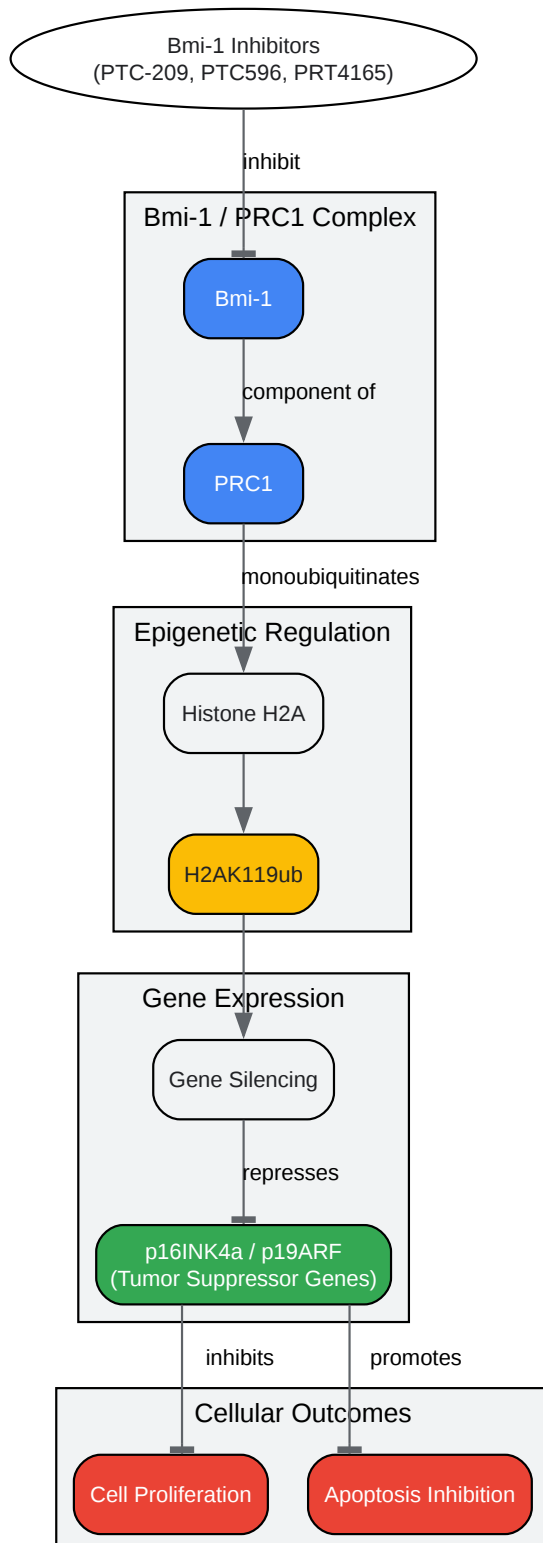 Bmi-1 Inhibitors
(PTC-209, PTC596, PRT4165)
inhibit
Bmi-1 / PRC1 Complex
Bmi-1
component of
PRC1
monoubiquitinates
Epigenetic Regulation
Histone H2A
H2AK119ub
Gene Expression
Gene Silencing
represses
p16INK4a / p19ARF
(Tumor Suppressor Genes)
inhibits
promotes
Cellular Outcomes
Cell Proliferation
Apoptosis Inhibition